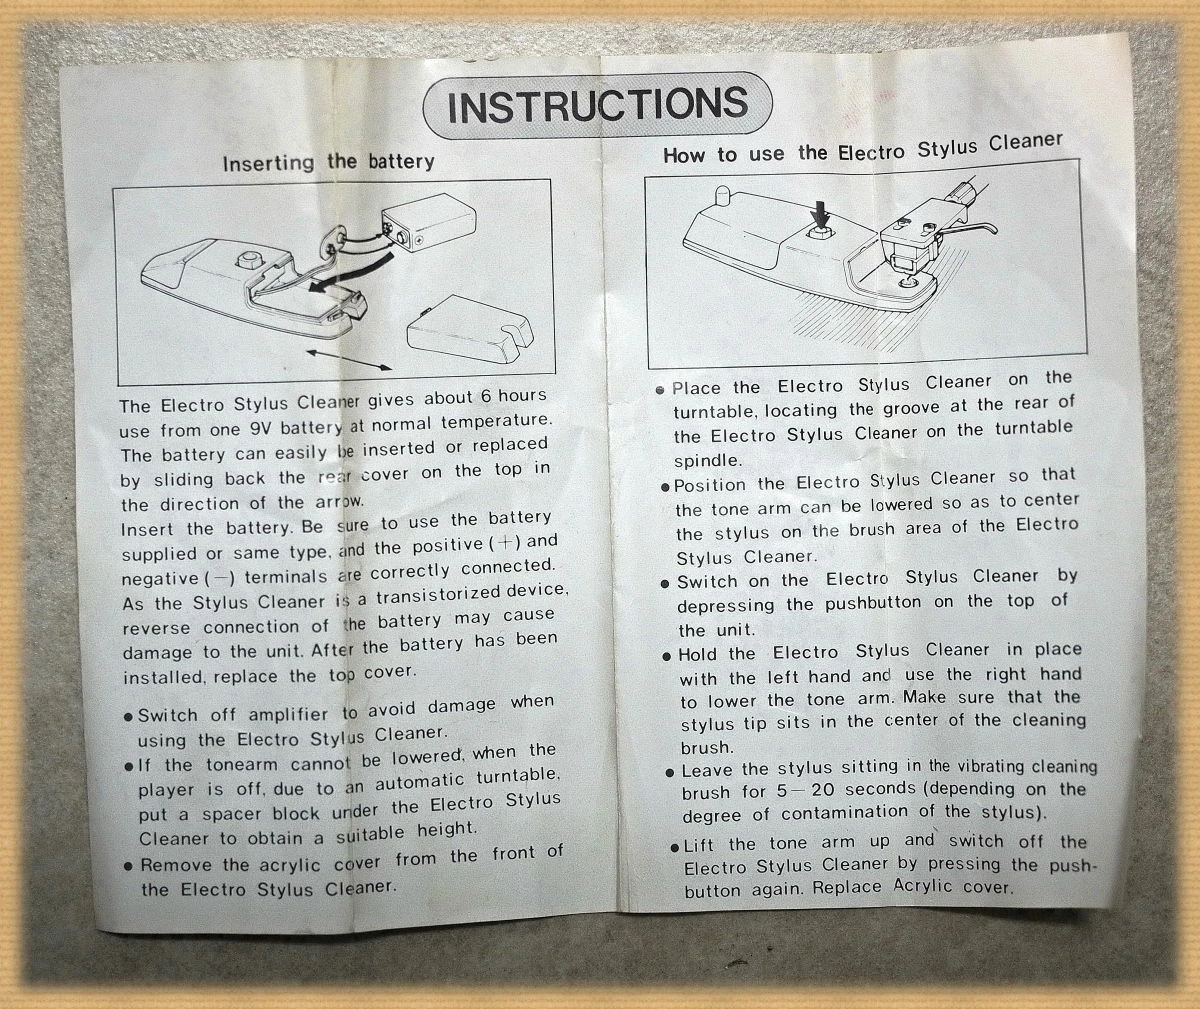 INSTRUCTIONS
Inserting the battery
The Electro Stylus Cleaner gives about 6 hours
use from one 9V battery at normal temperature.
The battery can easily be inserted or replaced
by sliding back the rear cover on the top in
the direction of the arrow.
Insert the battery. Be sure to use the battery
supplied or same type, and the positive (+) and
negative (−) terminals are correctly connected.
As the Stylus Cleaner is a transistorized device,
reverse connection of the battery may cause
damage to the unit. After the battery has been
installed, replace the top cover.
● Switch off amplifier to avoid damage when
using the Electro Stylus Cleaner.
● If the tonearm cannot be lowered, when the
player is off, due to an automatic turntable,
put a spacer block under the Electro Stylus
Cleaner to obtain a suitable height.
● Remove the acrylic cover from the front of
the Electro Stylus Cleaner.
How to use the Electro Stylus Cleaner
● Place the Electro Stylus Cleaner on the
turntable, locating the groove at the rear of
the Electro Stylus Cleaner on the turntable
spindle.
● Position the Electro Stylus Cleaner so that
the tone arm can be lowered so as to center
the stylus on the brush area of the Electro
Stylus Cleaner.
● Switch on the Electro Stylus Cleaner by
depressing the pushbutton on the top of
the unit.
● Hold the Electro Stylus Cleaner in place
with the left hand and use the right hand
to lower the tone arm. Make sure that the
stylus tip sits in the center of the cleaning
brush.
● Leave the stylus sitting in the vibrating cleaning
brush for 5 − 20 seconds (depending on the
degree of contamination of the stylus).
● Lift the tone arm up and switch off the
Electro Stylus Cleaner by pressing the push-
button again. Replace Acrylic cover.